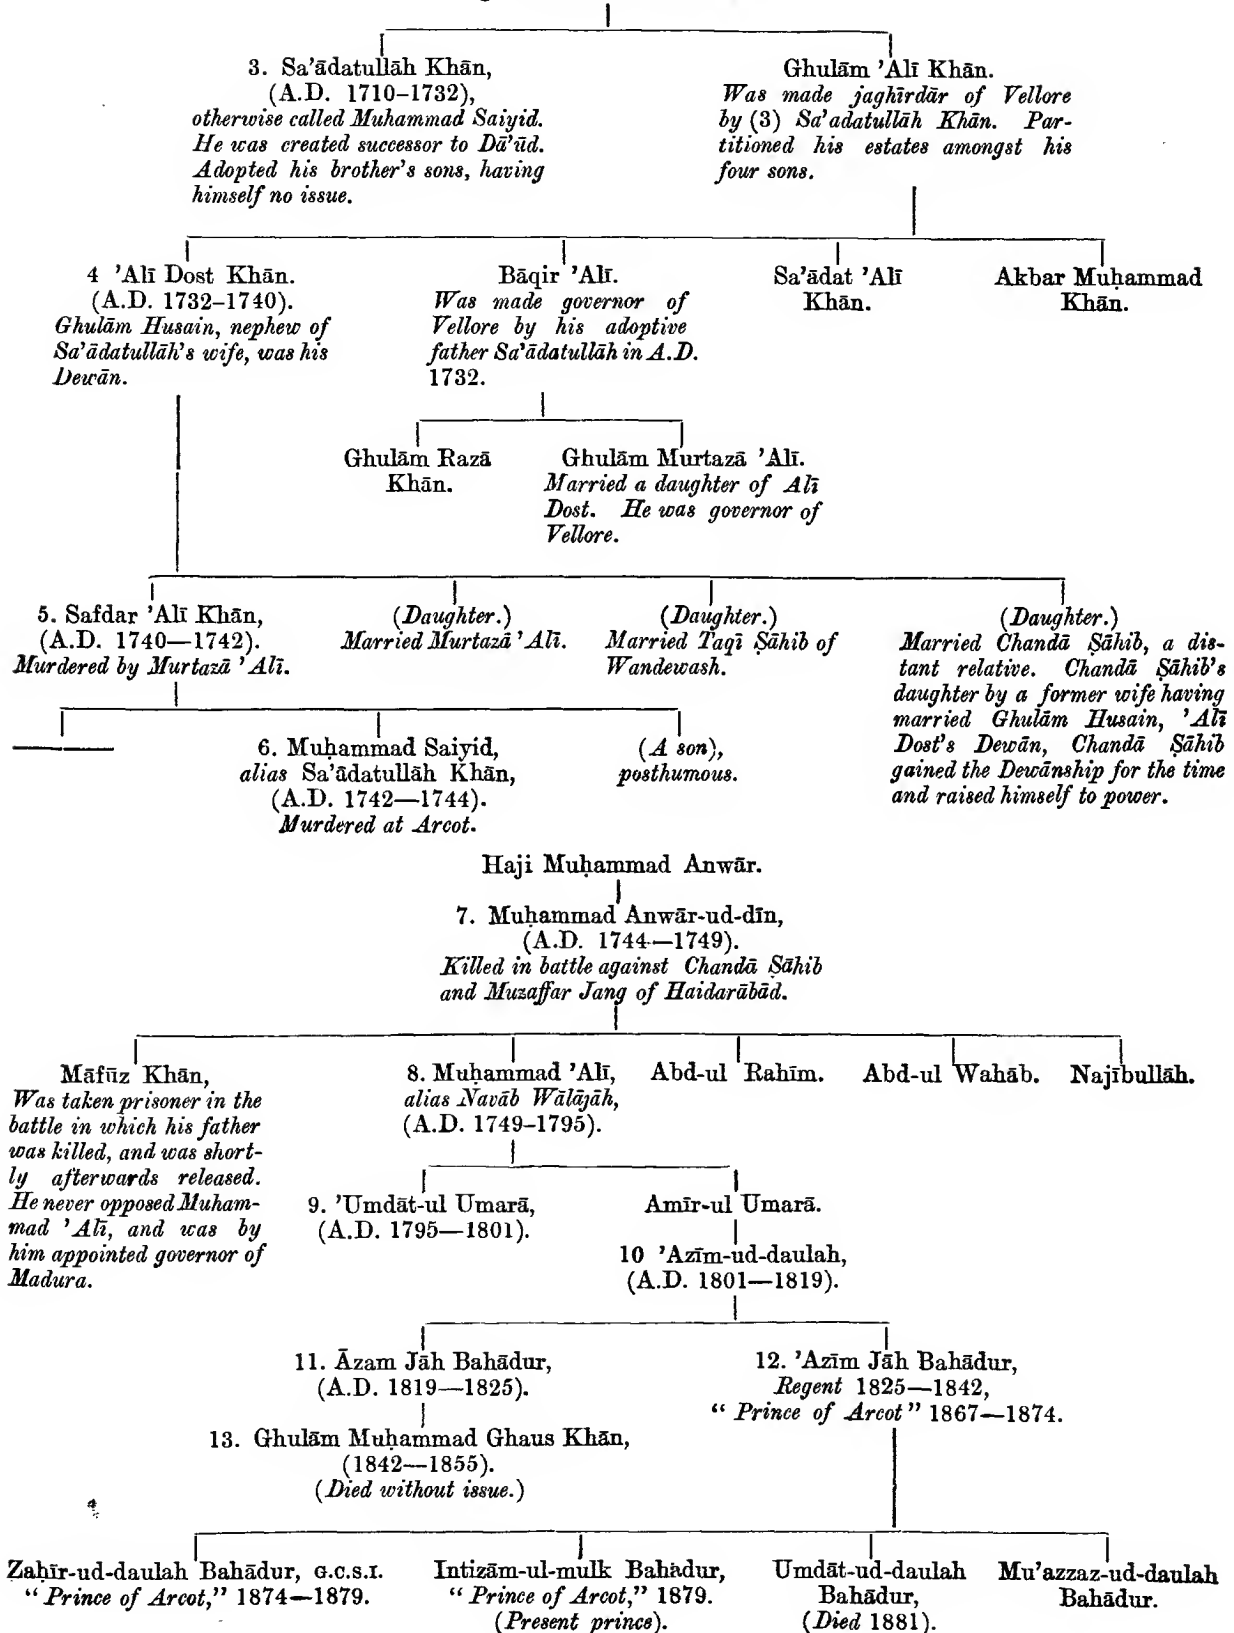 3. Sa’ādatullāh Khān,
(A.D. 1710–1732),
otherwise called Muhammad Saiyid.
He was created successor to Dā’ūd.
Adopted his brother’s sons, having
himself no issue.
Ghulām ’Alī Khān.
Was made jaghīrdār of Vellore
by (3) Sa’adatullāh Khān. Par-
titioned his estates amongst his
four sons.
4 ’Alī Dost Khān.
(A.D. 1732–1740).
Ghulām Husain, nephew of
Sa’ādatullāh’s wife, was his
Dewān.
Bāqir ’Alī.
Was made governor of
Vellore by his adoptive
father Sa’ādatullāh in A.D.
1732.
Sa’ādat ’Alī
Khān.
Akbar Muḥammad
Khān.
Ghulām Razā
Khān.
Ghulām Murtazā ’Alī.
Married a daughter of Alī
Dost. He was governor of
Vellore.
5. Safdar ’Alī Khān,
(A.D. 1740—1742).
Murdered by Murtazā ’Alī.
(Daughter.)
Married Murtazā ’Alī.
(Daughter.)
Married Taqī Ṣāhib of
Wandewash.
(Daughter.)
Married Chandā Ṣāhib, a dis-
tant relative. Chandā Ṣāhib’s
daughter by a former wife having
married Ghulām Husain, ’Alī
Dost’s Dewān, Chandā Ṣāhib
gained the Dewānship for the time
and raised himself to power.
6. Muḥammad Saiyid,
alias Sa’ādatullāh Khān,
(A.D. 1742—1744).
Murdered at Arcot.
(A son),
posthumous.
Haji Muḥammad Anwār.
7. Muḥammad Anwār-ud-dīn,
(A.D. 1744—1749).
Killed in battle against Chandā Ṣāhib
and Muzaffar Jang of Haidarābād.
Māfūz Khān,
Was taken prisoner in the
battle in which his father
was killed, and was short-
ly afterwards released.
He never opposed Muham-
mad ’Alī, and was by
him appointed governor of
Madura.
8. Muḥammad ’Alī,
alias Navāb Wālājāh,
(A.D. 1749–1795).
Abd-ul Rahīm.
Abd-ul Wahāb.
Najībullāh.
9. ’Umdāt-ul Umarā,
(A.D. 1795—1801).
Amīr-ul Umarā.
10 ’Azīm-ud-daulah,
(A.D. 1801—1819).
11. Āzam Jāh Bahādur,
(A.D. 1819—1825).
12. ’Azīm Jāh Bahādur,
Regent 1825—1842,
“Prince of Arcot” 1867—1874.
13. Ghulām Muḥammad Ghaus Khān,
(1842—1855).
(Died without issue.)
Zaḥīr-ud-daulah Bahādur, G.C.S.I.
“Prince of Arcot,” 1874—1879.
Intizām-ul-mulk Bahādur,
“Prince of Arcot,” 1879.
(Present prince).
Umdāt-ud-daulah
Bahādur,
(Died 1881).
Mu’azzaz-ud-daulah
Bahādur.